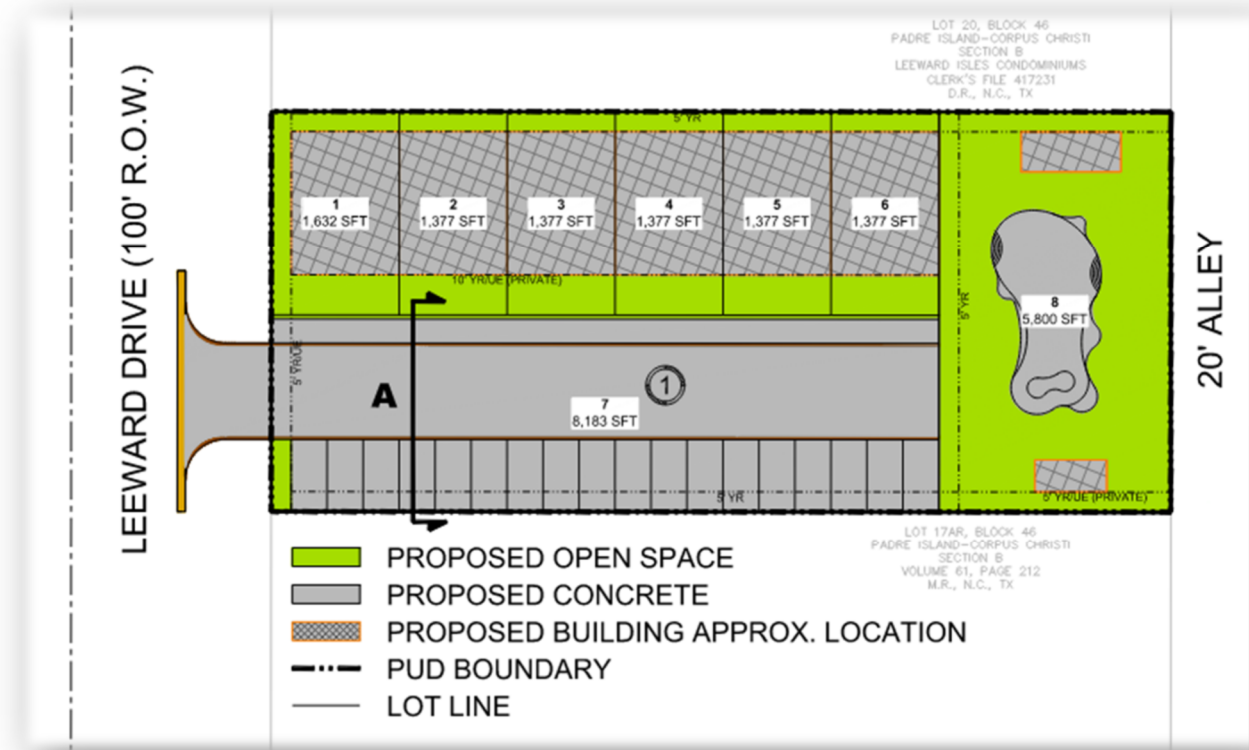 LOT 20, BLOCK 46
PADRE ISLAND-CORPUS CHRISTI
SECTION B
LEEWARD ISLES CONDOMINIUMS
CLERK'S FILE 417231
D.R., N.C., TX
LEEWARD DRIVE (100' R.O.W.)
5' YR
1
1,632 SFT
2
1,377 SFT
3
1,377 SFT
4
1,377 SFT
5
1,377 SFT
6
1,377 SFT
10' YR/UE (PRIVATE)
5' YR
8
5,800 SFT
20' ALLEY
5' YR/UE
A
1
7
8,183 SFT
5' YR
5' YR/UE (PRIVATE)
LOT 17AR, BLOCK 46
PADRE ISLAND-CORPUS CHRISTI
SECTION B
VOLUME 61, PAGE 212
M.R., N.C., TX
PROPOSED OPEN SPACE
PROPOSED CONCRETE
PROPOSED BUILDING APPROX. LOCATION
PUD BOUNDARY
LOT LINE